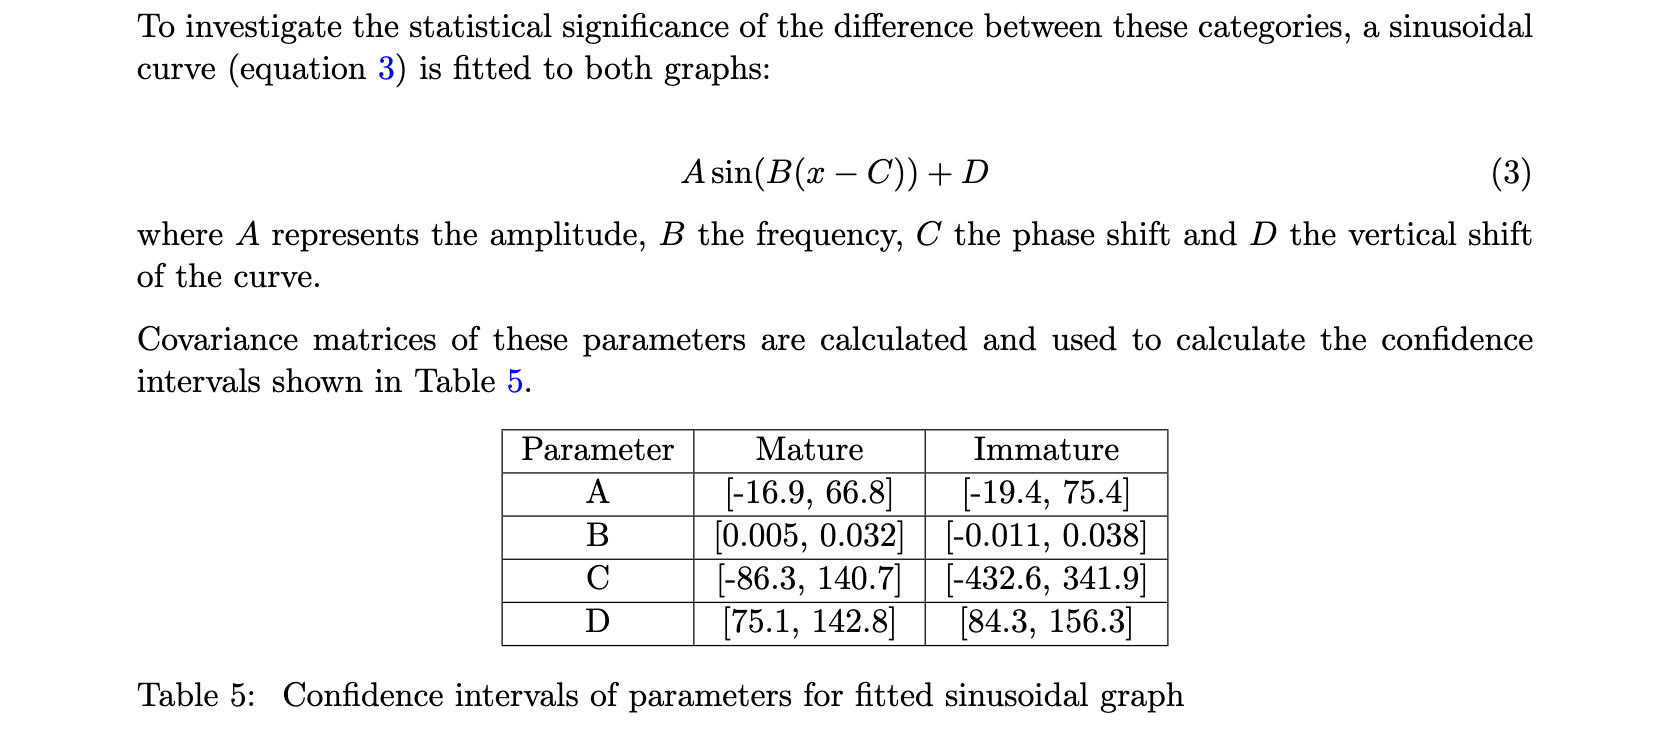 To investigate the statistical significance of the difference between these categories, a sinusoidal
curve (equation 3) is fitted to both graphs:
A sin(B(x − C)) + D (3)
where A represents the amplitude, B the frequency, C the phase shift and D the vertical shift
of the curve.
Covariance matrices of these parameters are calculated and used to calculate the confidence
intervals shown in Table 5.
Parameter Mature Immature
A [-16.9, 66.8] [-19.4, 75.4]
B [0.005, 0.032] [-0.011, 0.038]
C [-86.3, 140.7] [-432.6, 341.9]
D [75.1, 142.8] [84.3, 156.3]
Table 5: Confidence intervals of parameters for fitted sinusoidal graph